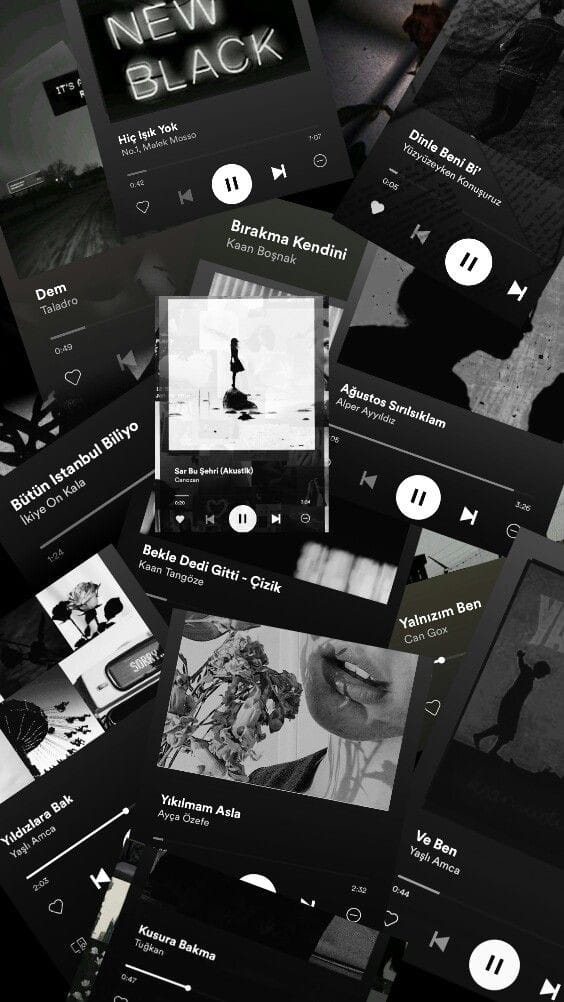 NEW
BLACK
IT'S A
Hiç Işık Yok
No.1, Melek Mosso
0:42
7:07
Dinle Beni Bi'
Yüzyüzeyken Konuşuruz
0:05
Bırakma Kendini
Kaan Boşnak
Dem
Taladro
0:49
Ağustos Sırılsıklam
Alper Ayyıldız
3:26
Sar Bu Şehri (Akustik)
Canozan
0:20
3:04
Bütün Istanbul Biliyo
İkiye On Kala
1:24
Bekle Dedi Gitti - Çizik
Kaan Tangöze
Yalnızım Ben
Can Gox
SORRY
Yıkılmam Asla
Ayça Özefe
2:32
Yıldızlara Bak
Yaşlı Amca
2:03
Ve Ben
Yaşlı Amca
0:44
Kusura Bakma
Tuğkan
0:47